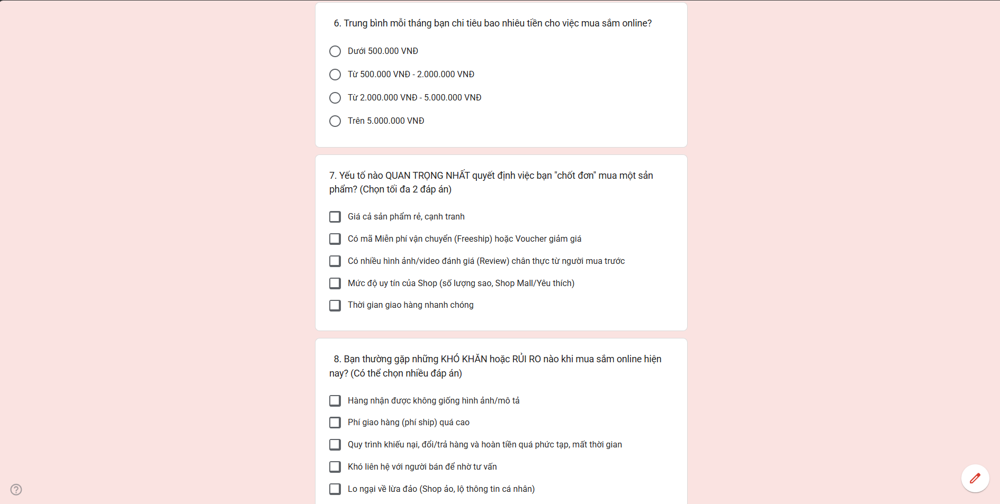 6. Trung bình mỗi tháng bạn chi tiêu bao nhiêu tiền cho việc mua sắm online?
Dưới 500.000 VNĐ
Từ 500.000 VNĐ - 2.000.000 VNĐ
Từ 2.000.000 VNĐ - 5.000.000 VNĐ
Trên 5.000.000 VNĐ
7. Yếu tố nào QUAN TRỌNG NHẤT quyết định việc bạn "chốt đơn" mua một sản
phẩm? (Chọn tối đa 2 đáp án)
Giá cả sản phẩm rẻ, cạnh tranh
Có mã Miễn phí vận chuyển (Freeship) hoặc Voucher giảm giá
Có nhiều hình ảnh/video đánh giá (Review) chân thực từ người mua trước
Mức độ uy tín của Shop (số lượng sao, Shop Mall/Yêu thích)
Thời gian giao hàng nhanh chóng
8. Bạn thường gặp những KHÓ KHĂN hoặc RỦI RO nào khi mua sắm online hiện
nay? (Có thể chọn nhiều đáp án)
Hàng nhận được không giống hình ảnh/mô tả
Phí giao hàng (phí ship) quá cao
Quy trình khiếu nại, đổi/trả hàng và hoàn tiền quá phức tạp, mất thời gian
Khó liên hệ với người bán để nhờ tư vấn
Lo ngại về lừa đảo (Shop ảo, lộ thông tin cá nhân)